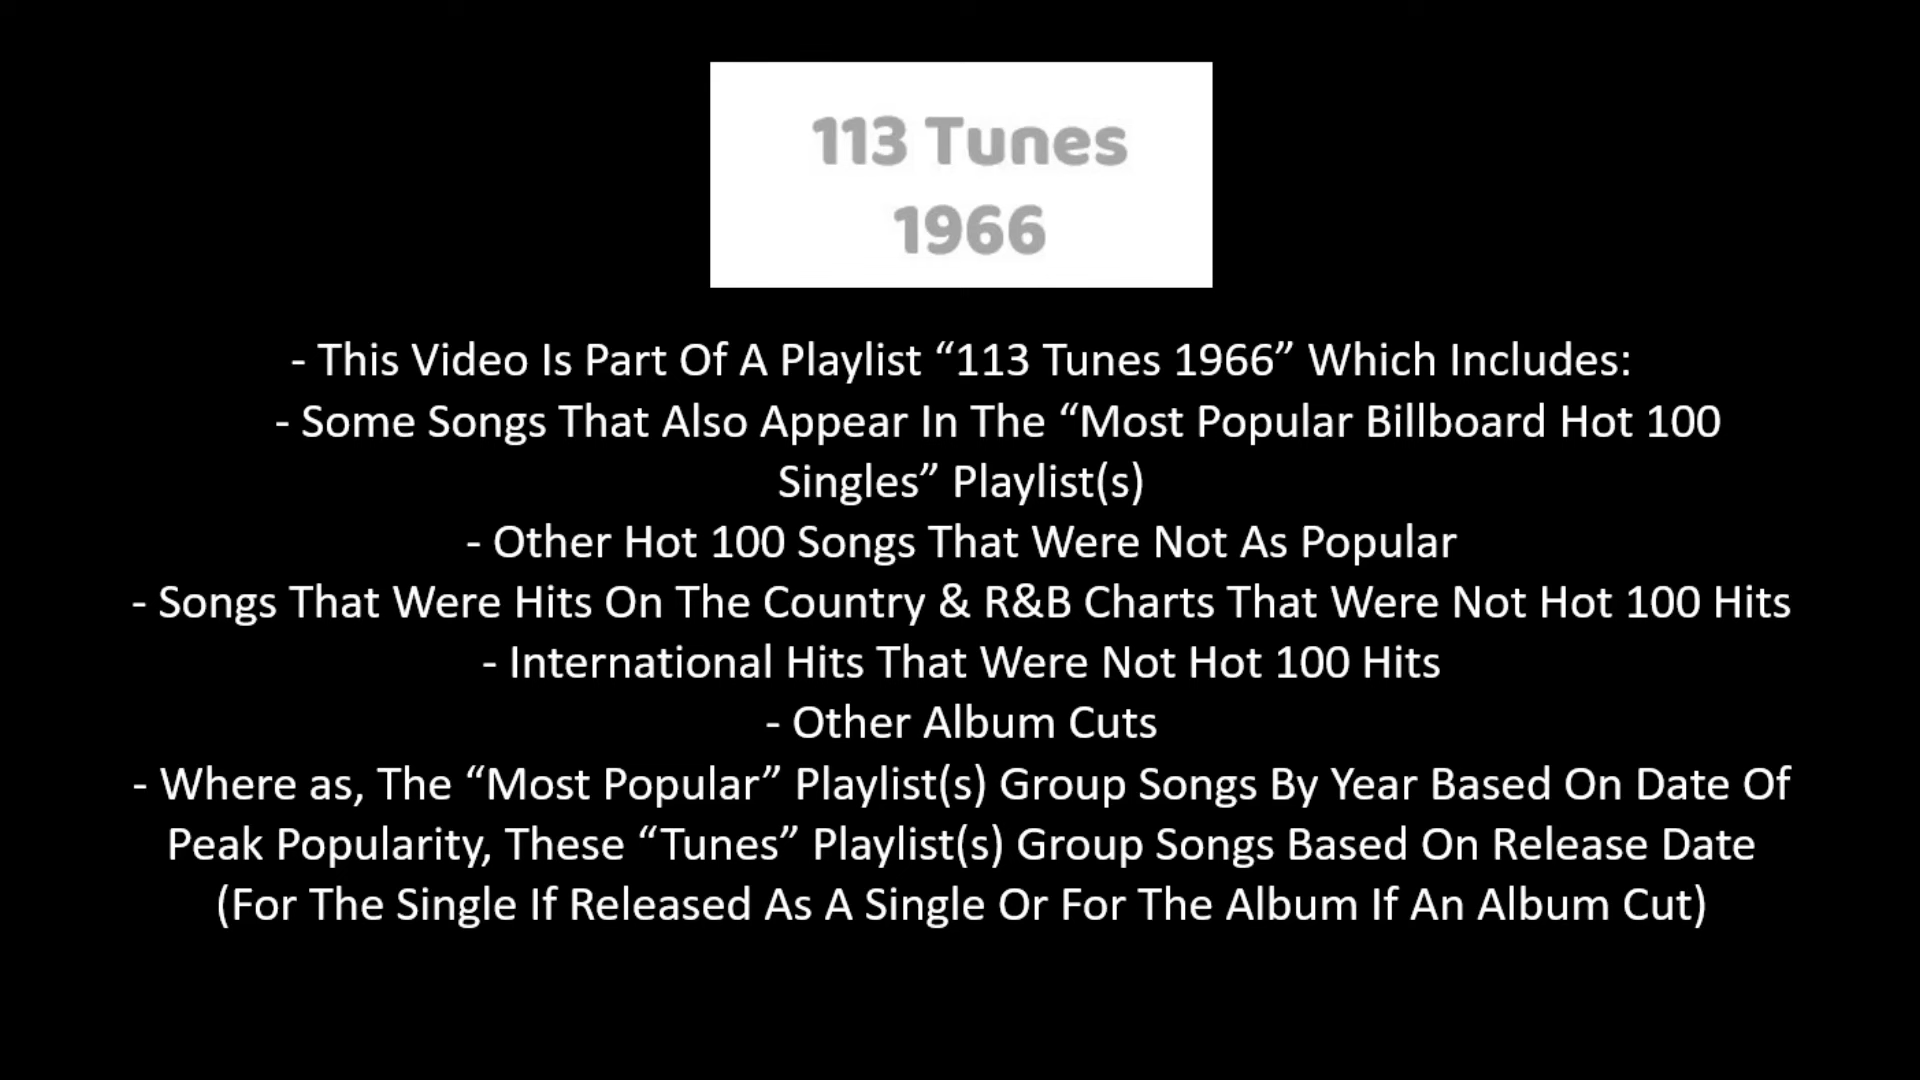 113 Tunes
1966
- This Video Is Part Of A Playlist “113 Tunes 1966” Which Includes:
- Some Songs That Also Appear In The “Most Popular Billboard Hot 100
Singles” Playlist(s)
- Other Hot 100 Songs That Were Not As Popular
- Songs That Were Hits On The Country & R&B Charts That Were Not Hot 100 Hits
- International Hits That Were Not Hot 100 Hits
- Other Album Cuts
- Where as, The “Most Popular” Playlist(s) Group Songs By Year Based On Date Of
Peak Popularity, These “Tunes” Playlist(s) Group Songs Based On Release Date
(For The Single If Released As A Single Or For The Album If An Album Cut)